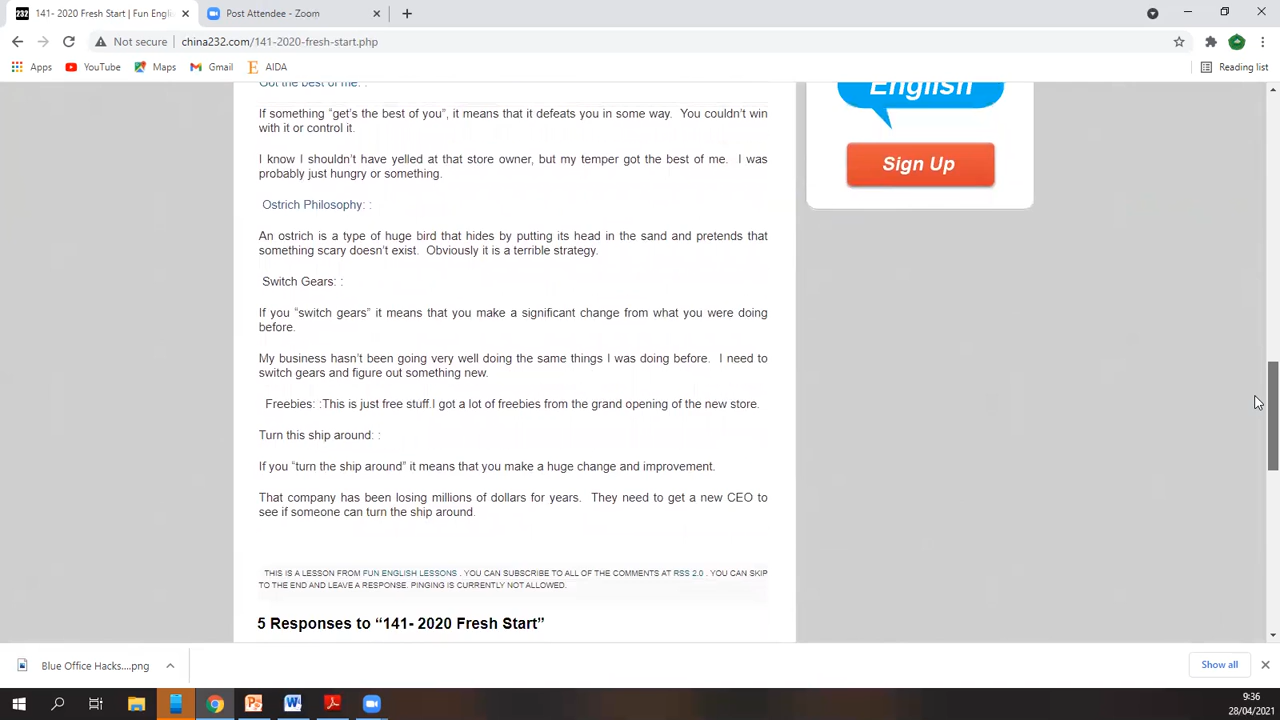 141- 2020 Fresh Start | Fun Engli
Post Attendee - Zoom
Not secure
china232.com/141-2020-fresh-start.php
Apps
YouTube
Maps
Gmail
AIDA
Reading list
Got the best of me: :
If something “get’s the best of you”, it means that it defeats you in some way. You couldn’t win
with it or control it.
I know I shouldn’t have yelled at that store owner, but my temper got the best of me. I was
probably just hungry or something.
Ostrich Philosophy: :
An ostrich is a type of huge bird that hides by putting its head in the sand and pretends that
something scary doesn’t exist. Obviously it is a terrible strategy.
Switch Gears: :
If you “switch gears” it means that you make a significant change from what you were doing
before.
My business hasn’t been going very well doing the same things I was doing before. I need to
switch gears and figure out something new.
Freebies: :This is just free stuff.I got a lot of freebies from the grand opening of the new store.
Turn this ship around: :
If you “turn the ship around” it means that you make a huge change and improvement.
That company has been losing millions of dollars for years. They need to get a new CEO to
see if someone can turn the ship around.
THIS IS A LESSON FROM FUN ENGLISH LESSONS . YOU CAN SUBSCRIBE TO ALL OF THE COMMENTS AT RSS 2.0 . YOU CAN SKIP
TO THE END AND LEAVE A RESPONSE. PINGING IS CURRENTLY NOT ALLOWED.
5 Responses to “141- 2020 Fresh Start”
English
Sign Up
Blue Office Hacks....png
Show all
9:36
28/04/2021